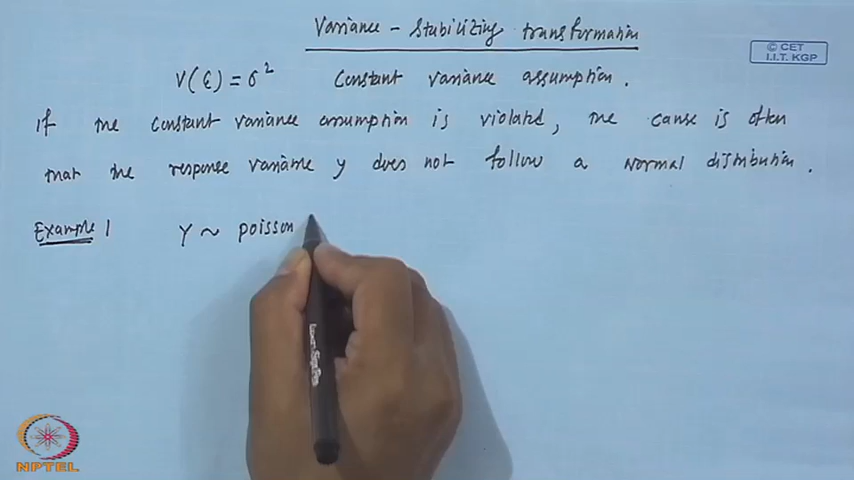 Variance - Stabilizing transformation
© CET
I.I.T. KGP
V(ε) = σ² Constant variance assumption.
If the constant variance assumption is violated, the cause is often
that the response variable y does not follow a normal distribution.
Example 1 Y ~ poisson
NPTEL